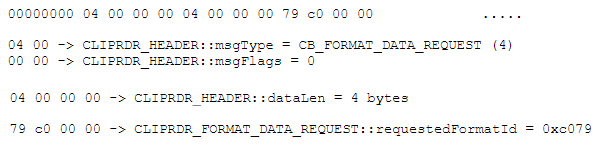 00000000 04 00 00 00 04 00 00 00 79 c0 00 00 .....
04 00 -> CLIPRDR_HEADER::msgType = CB_FORMAT_DATA_REQUEST (4)
00 00 -> CLIPRDR_HEADER::msgFlags = 0
04 00 00 00 -> CLIPRDR_HEADER::dataLen = 4 bytes
79 c0 00 00 -> CLIPRDR_FORMAT_DATA_REQUEST::requestedFormatId = 0xc079